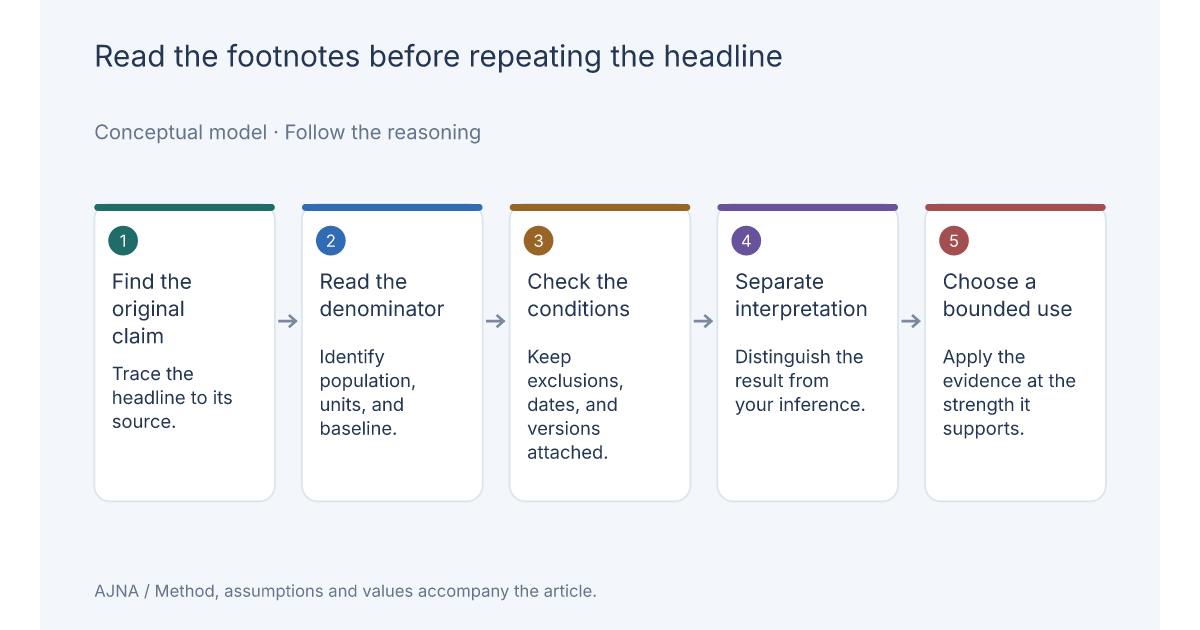 Read the footnotes before repeating the headline
Conceptual model · Follow the reasoning
1
Find the
original
claim
Trace the
headline to its
source.
2
Read the
denominator
Identify
population,
units, and
baseline.
3
Check the
conditions
Keep
exclusions,
dates, and
versions
attached.
4
Separate
interpretation
Distinguish the
result from
your inference.
5
Choose a
bounded use
Apply the
evidence at the
strength it
supports.
AJNA / Method, assumptions and values accompany the article.